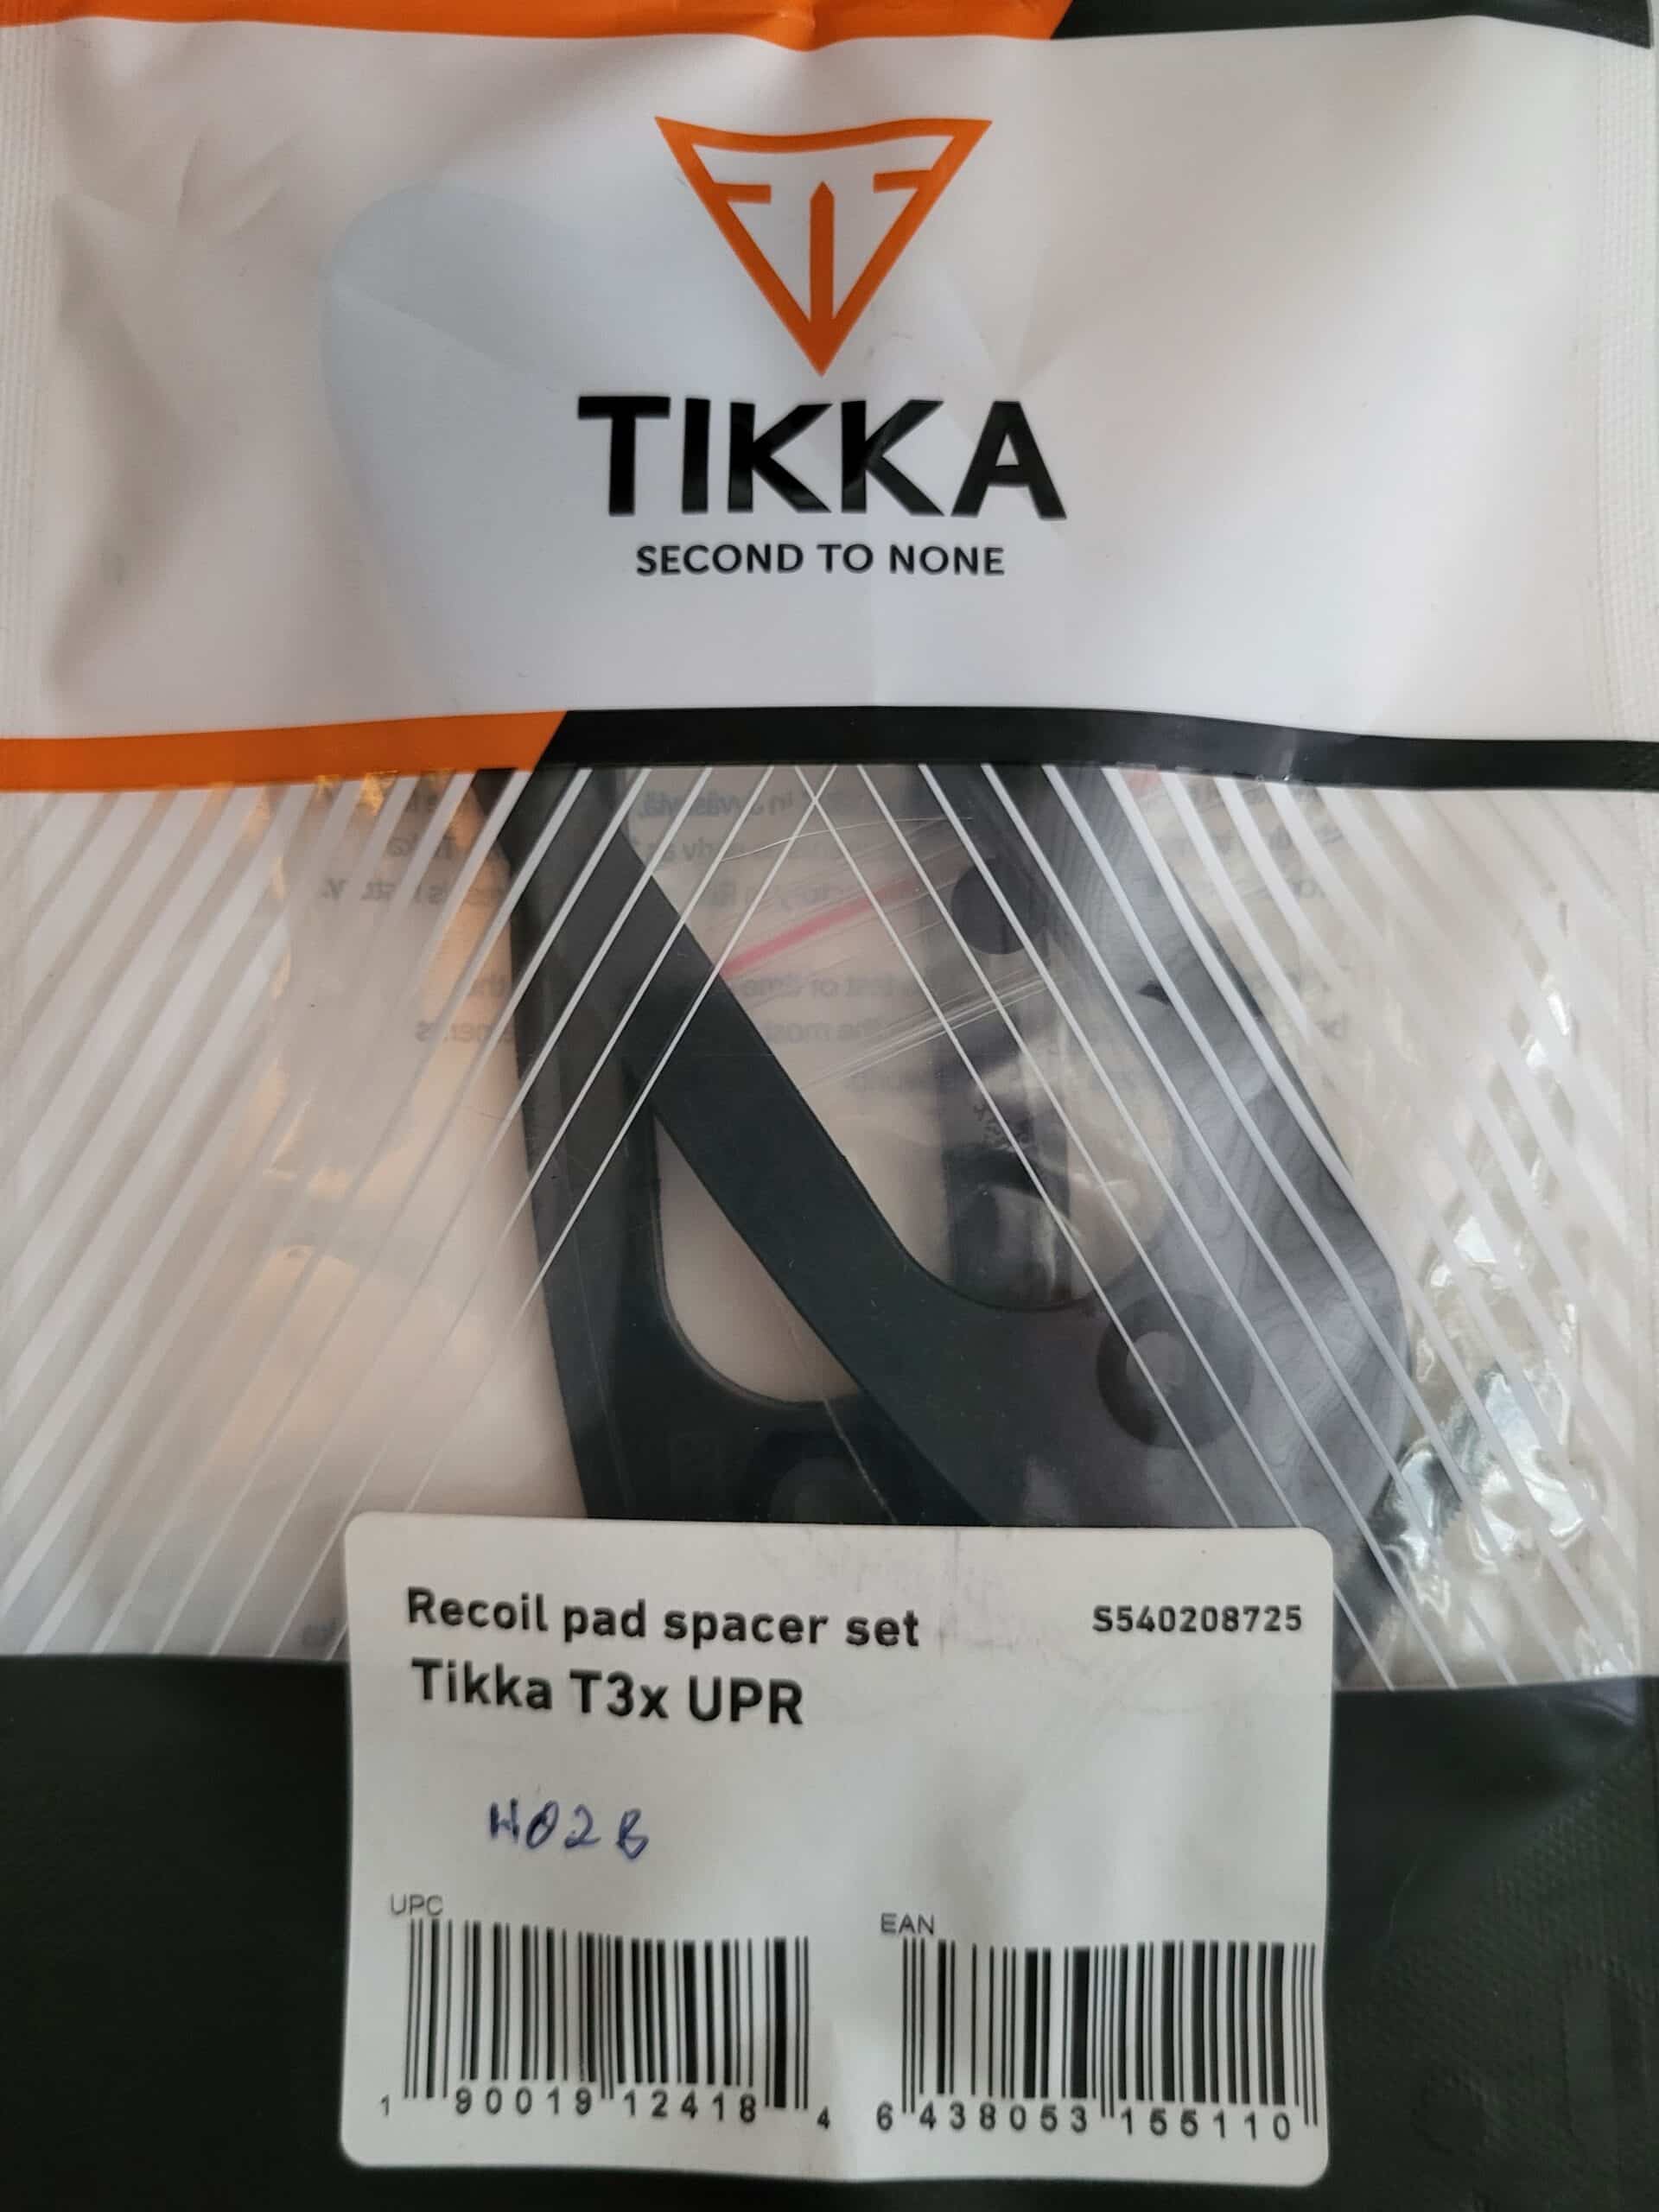 TIKKA
SECOND TO NONE
Recoil pad spacer set
S540208725
Tikka T3x UPR
H02B
UPC
EAN
1 90019 12418 4
6 438053 155110